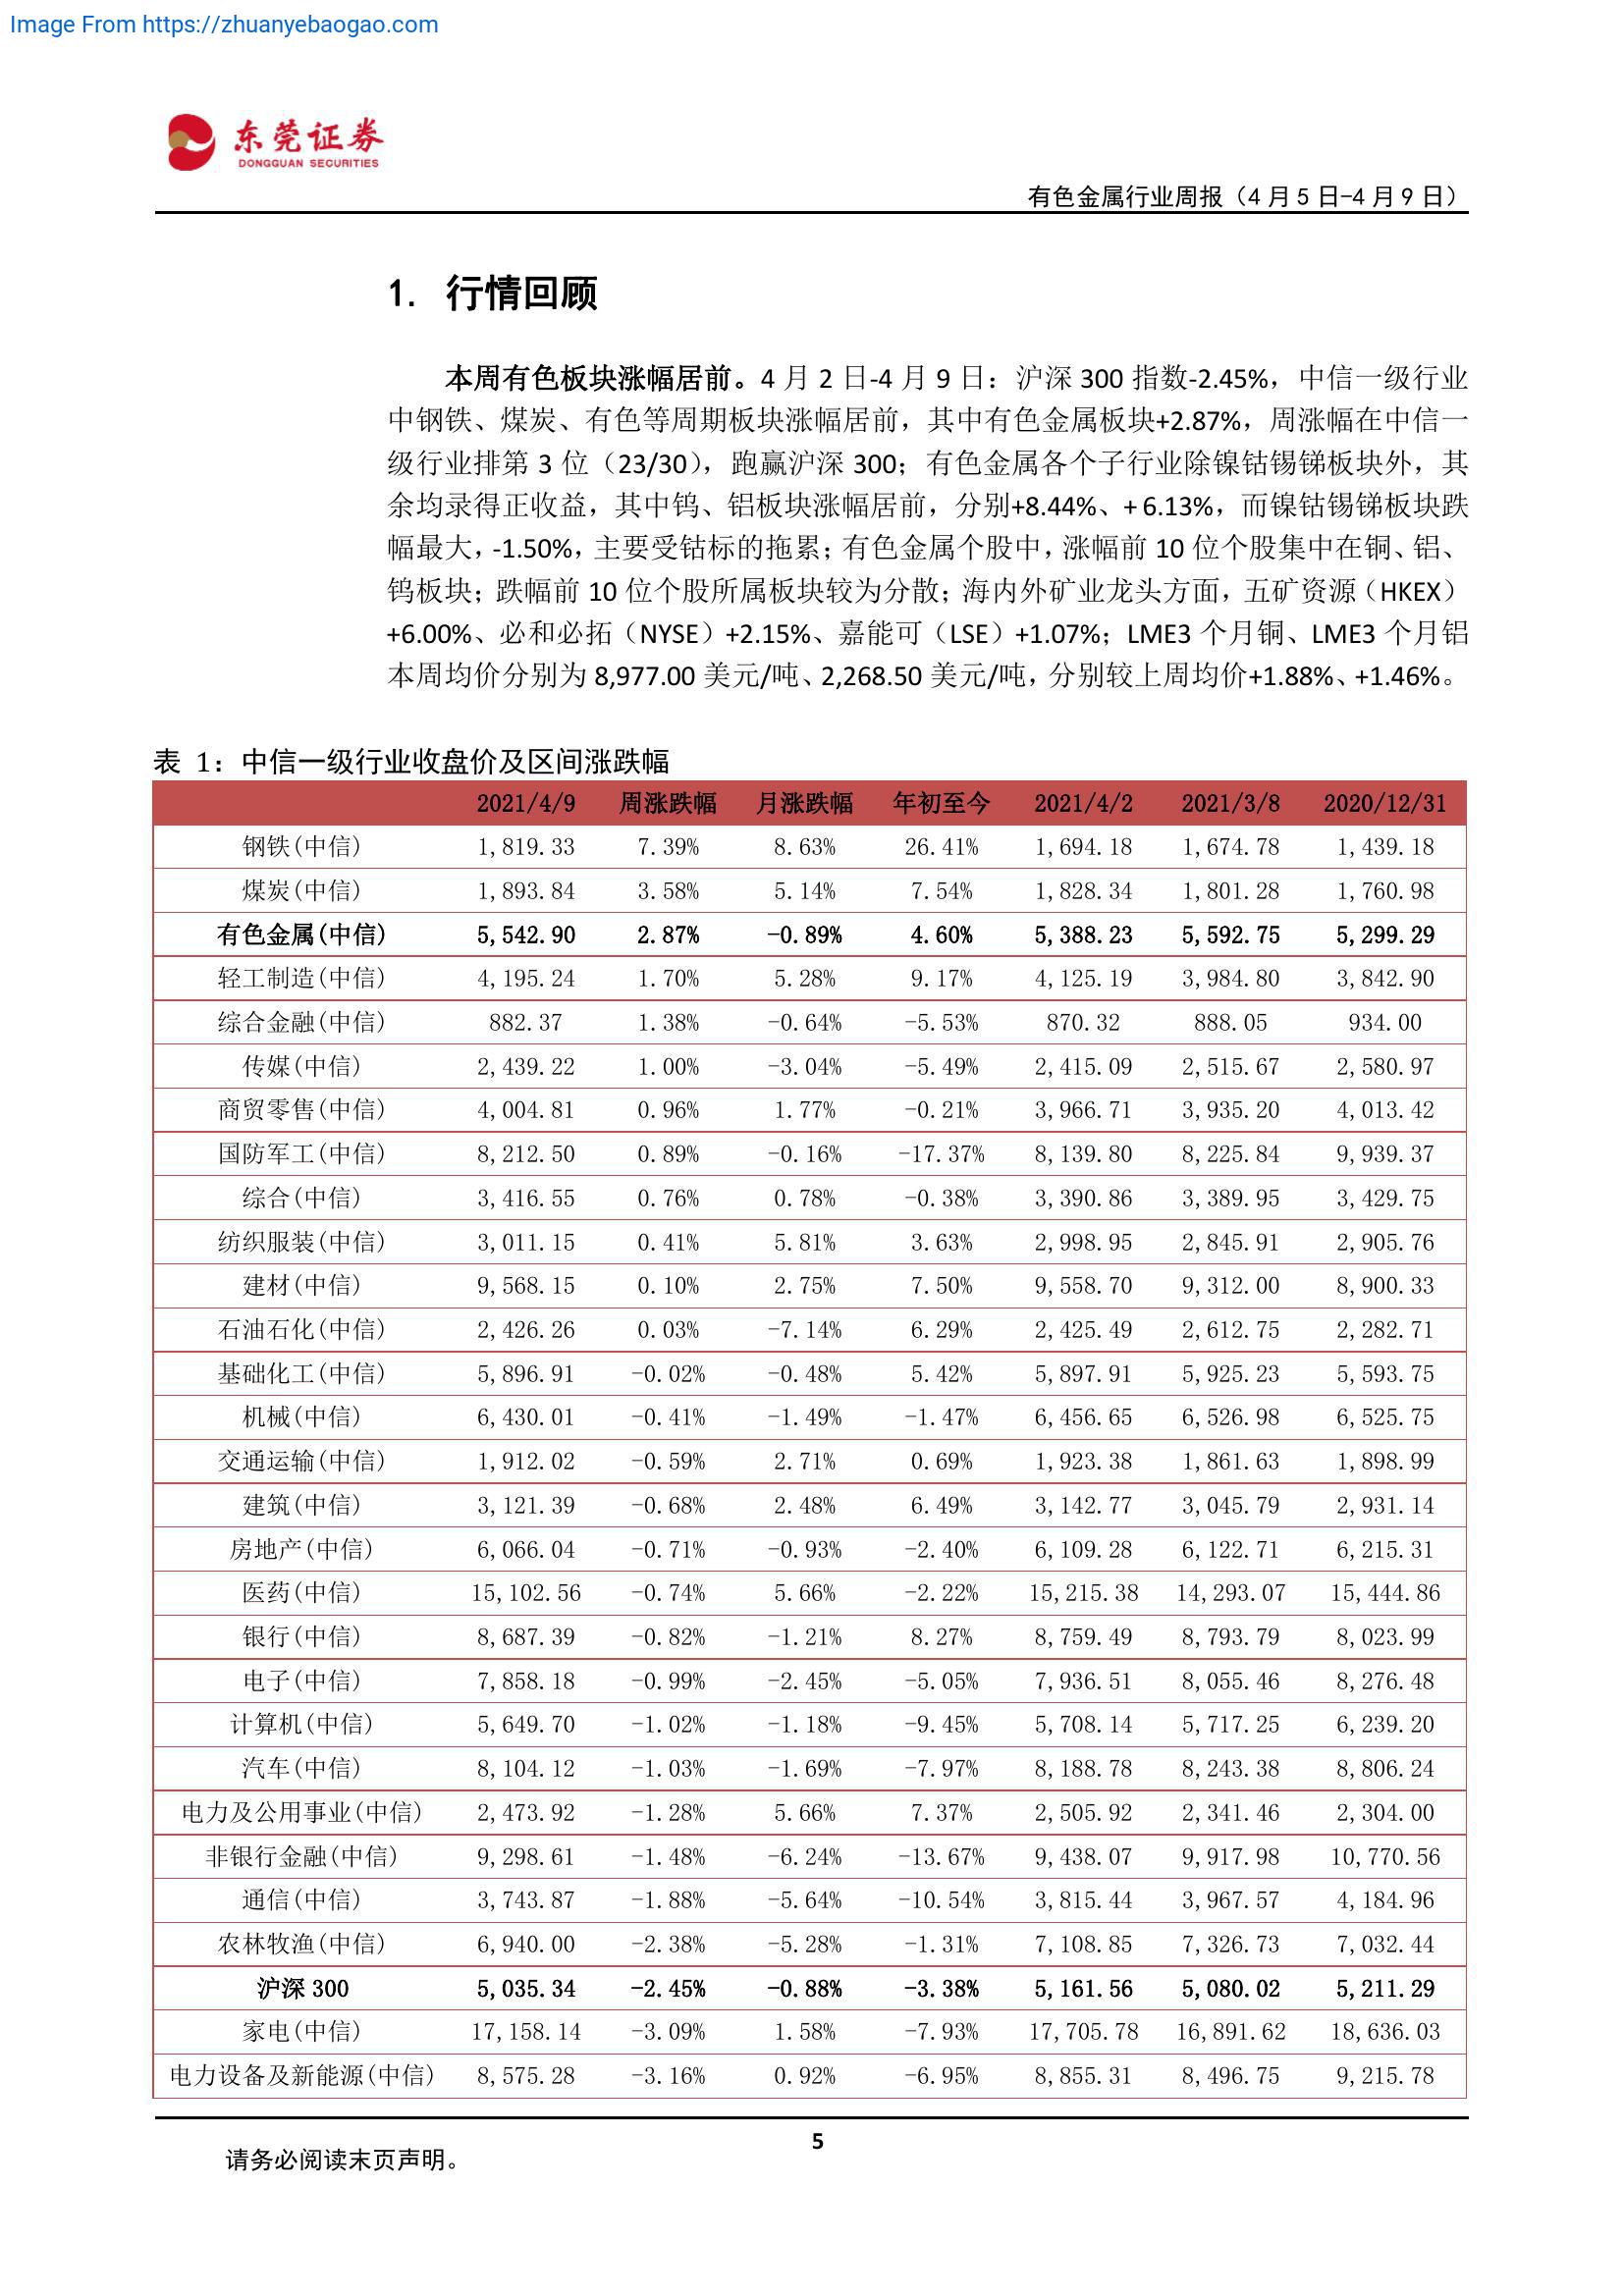 Image From https://zhuanyebaogao.com
东莞证券
DONGGUAN SECURITIES
有色金属行业周报（4 月 5 日-4 月 9 日）
1. 行情回顾
本周有色板块涨幅居前。4 月 2 日-4 月 9 日：沪深 300 指数-2.45%，中信一级行业
中钢铁、煤炭、有色等周期板块涨幅居前，其中有色金属板块+2.87%，周涨幅在中信一
级行业排第 3 位（23/30），跑赢沪深 300；有色金属各个子行业除镍钴锡锑板块外，其
余均录得正收益，其中钨、铝板块涨幅居前，分别+8.44%、+ 6.13%，而镍钴锡锑板块跌
幅最大，-1.50%，主要受钴标的拖累；有色金属个股中，涨幅前 10 位个股集中在铜、铝、
钨板块；跌幅前 10 位个股所属板块较为分散；海内外矿业龙头方面，五矿资源（HKEX）
+6.00%、必和必拓（NYSE）+2.15%、嘉能可（LSE）+1.07%；LME3 个月铜、LME3 个月铝
本周均价分别为 8,977.00 美元/吨、2,268.50 美元/吨，分别较上周均价+1.88%、+1.46%。
表 1：中信一级行业收盘价及区间涨跌幅
2021/4/9 周涨跌幅 月涨跌幅 年初至今 2021/4/2 2021/3/8 2020/12/31
钢铁(中信) 1,819.33 7.39% 8.63% 26.41% 1,694.18 1,674.78 1,439.18
煤炭(中信) 1,893.84 3.58% 5.14% 7.54% 1,828.34 1,801.28 1,760.98
有色金属(中信) 5,542.90 2.87% -0.89% 4.60% 5,388.23 5,592.75 5,299.29
轻工制造(中信) 4,195.24 1.70% 5.28% 9.17% 4,125.19 3,984.80 3,842.90
综合金融(中信) 882.37 1.38% -0.64% -5.53% 870.32 888.05 934.00
传媒(中信) 2,439.22 1.00% -3.04% -5.49% 2,415.09 2,515.67 2,580.97
商贸零售(中信) 4,004.81 0.96% 1.77% -0.21% 3,966.71 3,935.20 4,013.42
国防军工(中信) 8,212.50 0.89% -0.16% -17.37% 8,139.80 8,225.84 9,939.37
综合(中信) 3,416.55 0.76% 0.78% -0.38% 3,390.86 3,389.95 3,429.75
纺织服装(中信) 3,011.15 0.41% 5.81% 3.63% 2,998.95 2,845.91 2,905.76
建材(中信) 9,568.15 0.10% 2.75% 7.50% 9,558.70 9,312.00 8,900.33
石油石化(中信) 2,426.26 0.03% -7.14% 6.29% 2,425.49 2,612.75 2,282.71
基础化工(中信) 5,896.91 -0.02% -0.48% 5.42% 5,897.91 5,925.23 5,593.75
机械(中信) 6,430.01 -0.41% -1.49% -1.47% 6,456.65 6,526.98 6,525.75
交通运输(中信) 1,912.02 -0.59% 2.71% 0.69% 1,923.38 1,861.63 1,898.99
建筑(中信) 3,121.39 -0.68% 2.48% 6.49% 3,142.77 3,045.79 2,931.14
房地产(中信) 6,066.04 -0.71% -0.93% -2.40% 6,109.28 6,122.71 6,215.31
医药(中信) 15,102.56 -0.74% 5.66% -2.22% 15,215.38 14,293.07 15,444.86
银行(中信) 8,687.39 -0.82% -1.21% 8.27% 8,759.49 8,793.79 8,023.99
电子(中信) 7,858.18 -0.99% -2.45% -5.05% 7,936.51 8,055.46 8,276.48
计算机(中信) 5,649.70 -1.02% -1.18% -9.45% 5,708.14 5,717.25 6,239.20
汽车(中信) 8,104.12 -1.03% -1.69% -7.97% 8,188.78 8,243.38 8,806.24
电力及公用事业(中信) 2,473.92 -1.28% 5.66% 7.37% 2,505.92 2,341.46 2,304.00
非银行金融(中信) 9,298.61 -1.48% -6.24% -13.67% 9,438.07 9,917.98 10,770.56
通信(中信) 3,743.87 -1.88% -5.64% -10.54% 3,815.44 3,967.57 4,184.96
农林牧渔(中信) 6,940.00 -2.38% -5.28% -1.31% 7,108.85 7,326.73 7,032.44
沪深 300 5,035.34 -2.45% -0.88% -3.38% 5,161.56 5,080.02 5,211.29
家电(中信) 17,158.14 -3.09% 1.58% -7.93% 17,705.78 16,891.62 18,636.03
电力设备及新能源(中信) 8,575.28 -3.16% 0.92% -6.95% 8,855.31 8,496.75 9,215.78
5
请务必阅读末页声明。